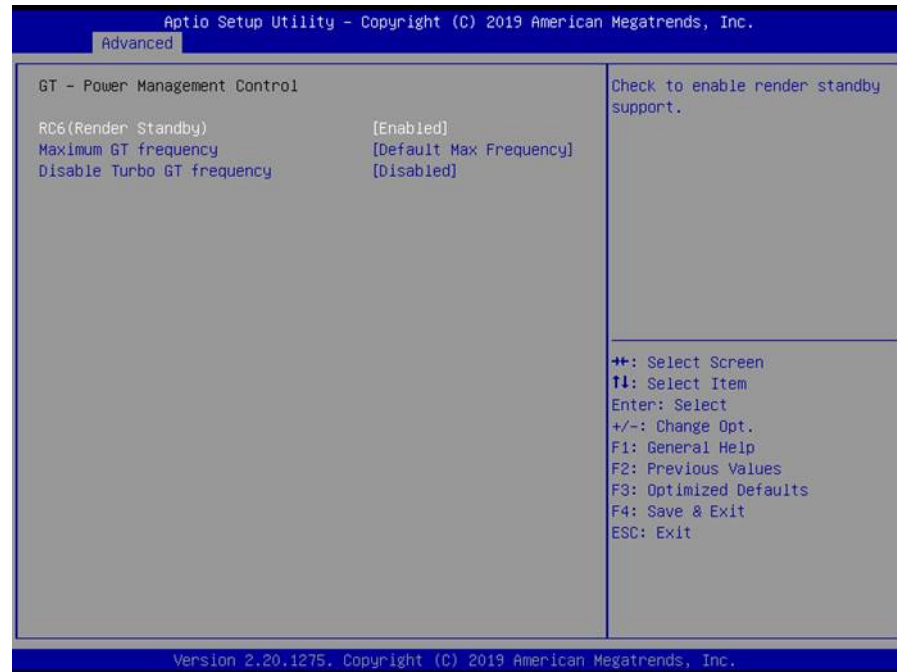 Aptio Setup Utility – Copyright (C) 2019 American Megatrends, Inc.
Advanced
GT – Power Management Control
RC6(Render Standby) [Enabled]
Maximum GT frequency [Default Max Frequency]
Disable Turbo GT frequency [Disabled]
Check to enable render standby
support.
→←: Select Screen
↑↓: Select Item
Enter: Select
+/-: Change Opt.
F1: General Help
F2: Previous Values
F3: Optimized Defaults
F4: Save & Exit
ESC: Exit
Version 2.20.1275. Copyright (C) 2019 American Megatrends, Inc.